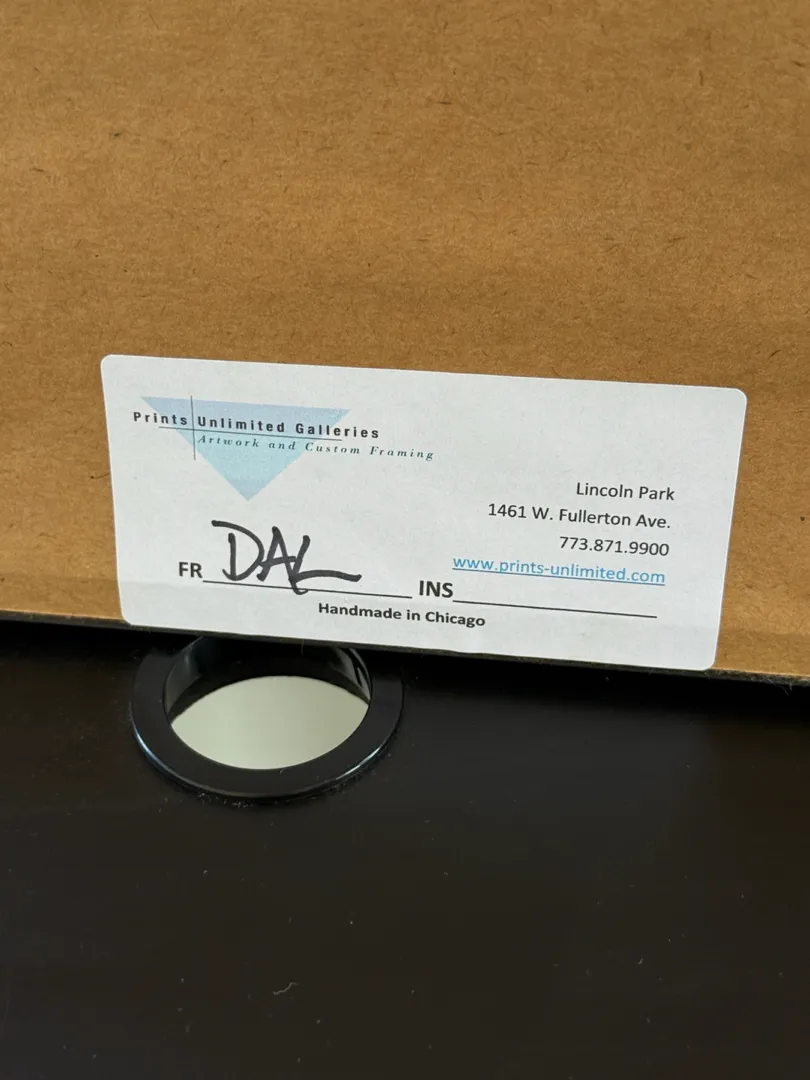 Prints Unlimited Galleries
Artwork and Custom Framing
Lincoln Park
1461 W. Fullerton Ave.
773.871.9900
www.prints-unlimited.com
FR DAL INS
Handmade in Chicago